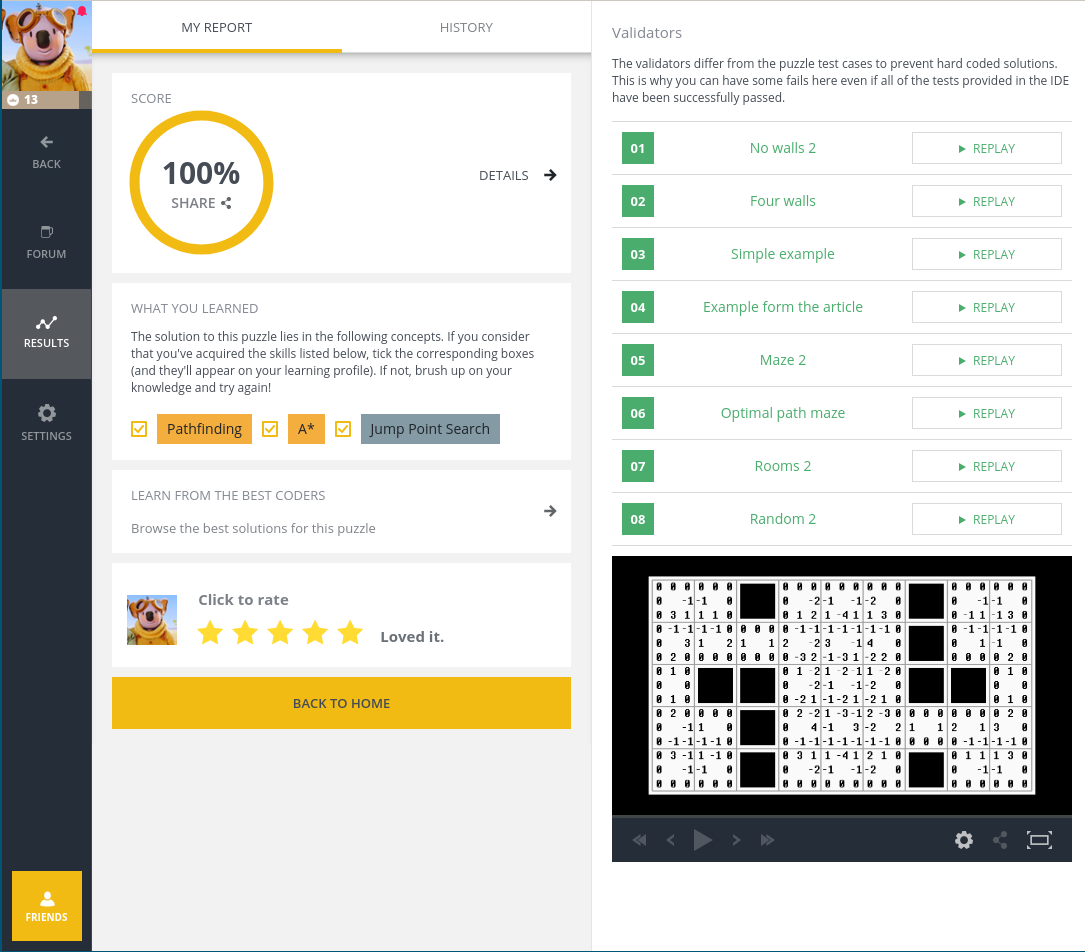 13
BACK
FORUM
RESULTS
SETTINGS
FRIENDS
MY REPORT
HISTORY
SCORE
100%
SHARE
DETAILS
WHAT YOU LEARNED
The solution to this puzzle lies in the following concepts. If you consider
that you've acquired the skills listed below, tick the corresponding boxes
(and they'll appear on your learning profile). If not, brush up on your
knowledge and try again!
Pathfinding
A*
Jump Point Search
LEARN FROM THE BEST CODERS
Browse the best solutions for this puzzle
Click to rate
Loved it.
BACK TO HOME
Validators
The validators differ from the puzzle test cases to prevent hard coded solutions.
This is why you can have some fails here even if all of the tests provided in the IDE
have been successfully passed.
01 No walls 2 REPLAY
02 Four walls REPLAY
03 Simple example REPLAY
04 Example form the article REPLAY
05 Maze 2 REPLAY
06 Optimal path maze REPLAY
07 Rooms 2 REPLAY
08 Random 2 REPLAY